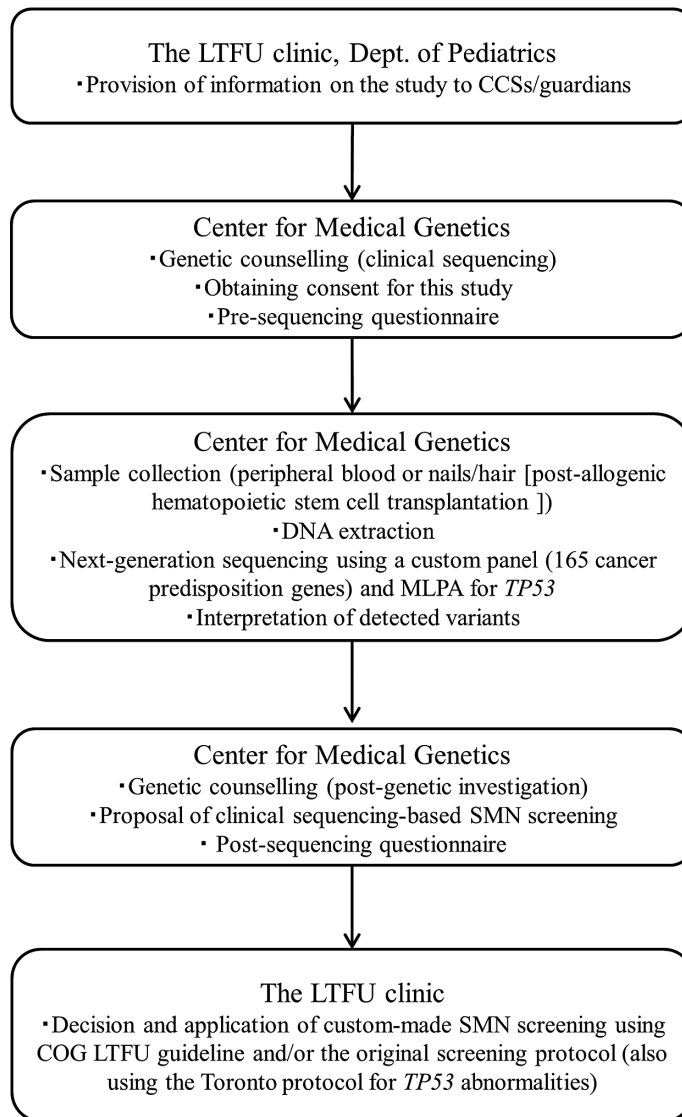 The LTFU clinic, Dept. of Pediatrics
・Provision of information on the study to CCSs/guardians
Center for Medical Genetics
・Genetic counselling (clinical sequencing)
・Obtaining consent for this study
・Pre-sequencing questionnaire
Center for Medical Genetics
・Sample collection (peripheral blood or nails/hair [post-allogenic
hematopoietic stem cell transplantation ])
・DNA extraction
・Next-generation sequencing using a custom panel (165 cancer
predisposition genes) and MLPA for TP53
・Interpretation of detected variants
Center for Medical Genetics
・Genetic counselling (post-genetic investigation)
・Proposal of clinical sequencing-based SMN screening
・ Post-sequencing questionnaire
The LTFU clinic
・Decision and application of custom-made SMN screening using
COG LTFU guideline and/or the original screening protocol (also
using the Toronto protocol for TP53 abnormalities)